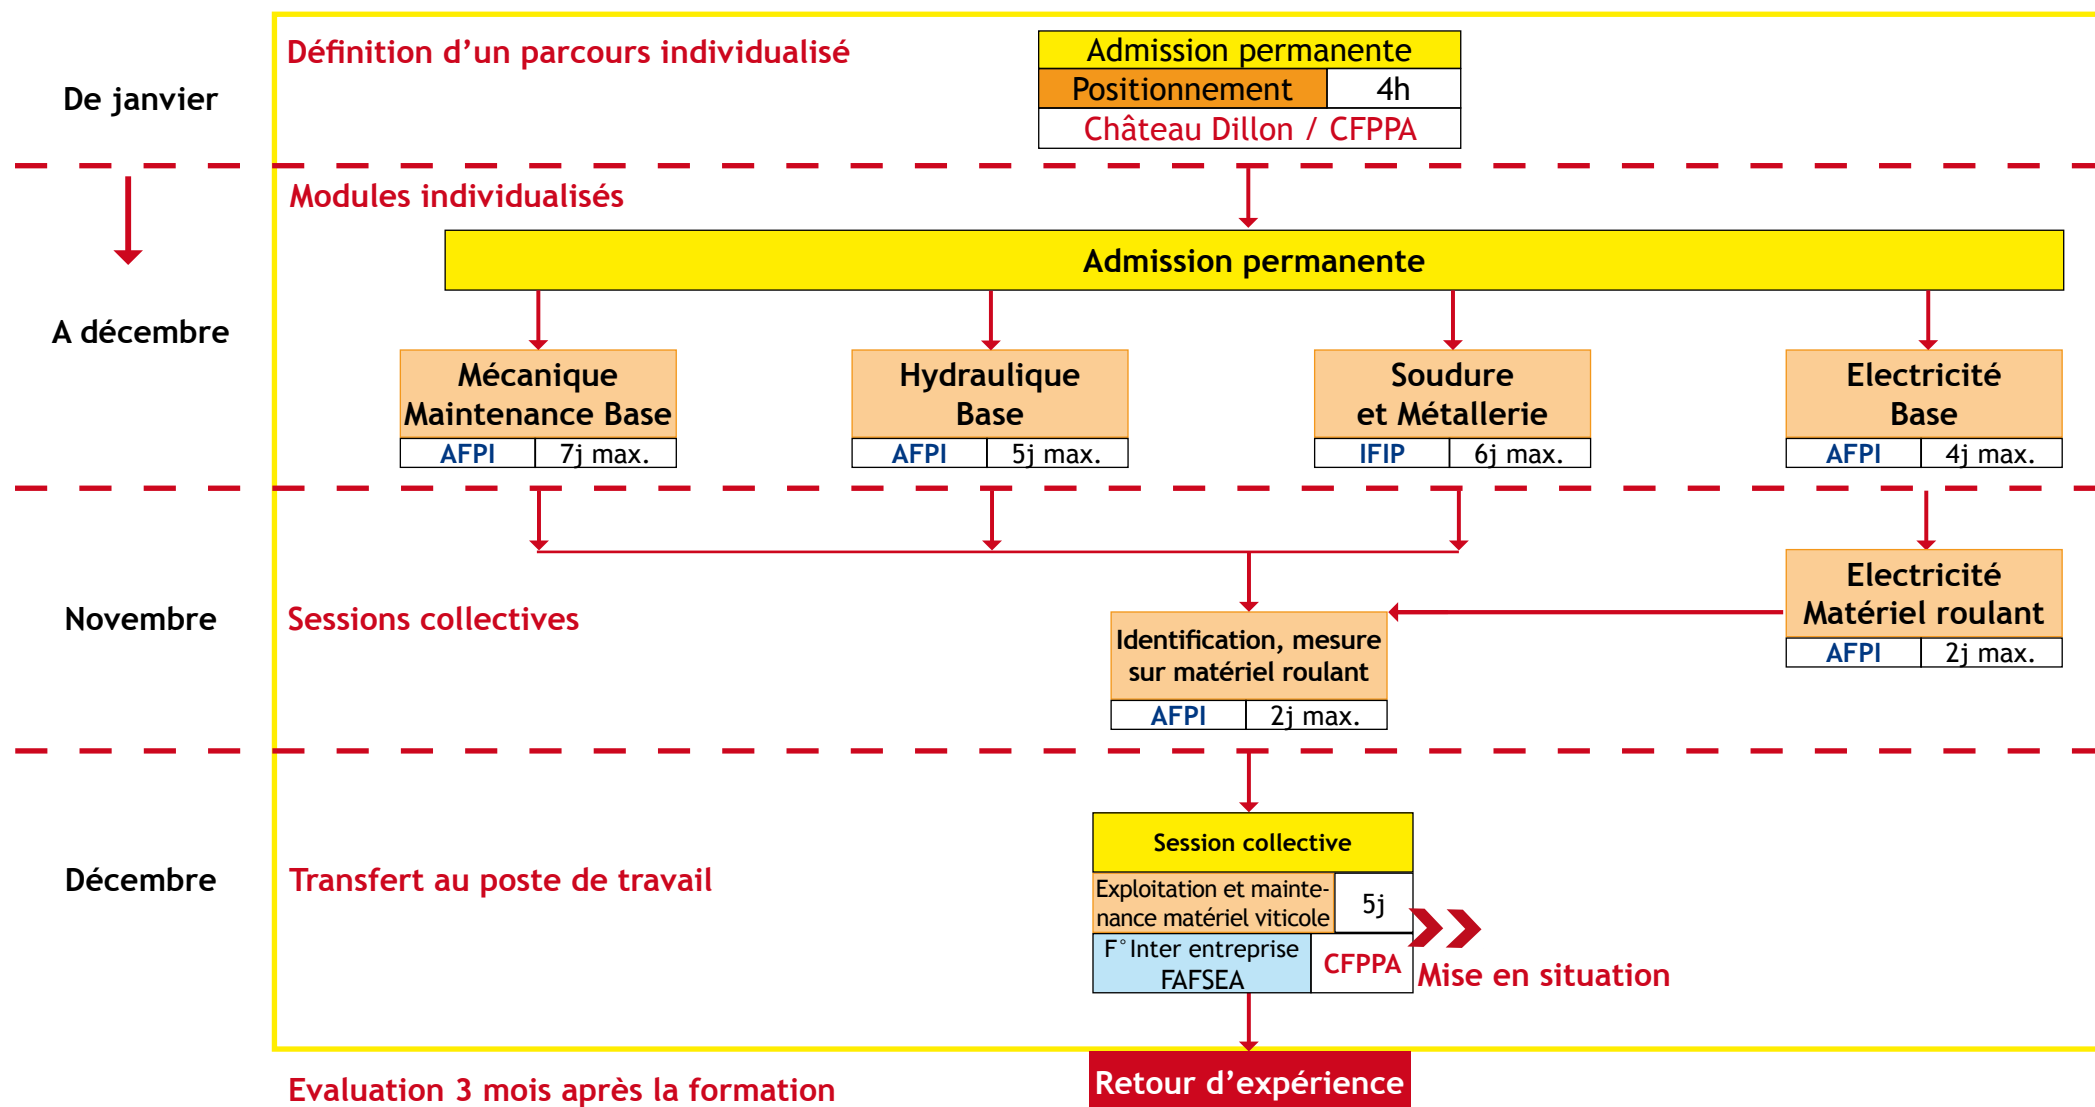 Définition d’un parcours individualisé
Admission permanente
Positionnement 4h
Château Dillon / CFPPA
De janvier
Modules individualisés
Admission permanente
A décembre
Mécanique
Maintenance Base
AFPI 7j max.
Hydraulique
Base
AFPI 5j max.
Soudure
et Métallerie
IFIP 6j max.
Electricité
Base
AFPI 4j max.
Novembre
Sessions collectives
Electricité
Matériel roulant
AFPI 2j max.
Identification, mesure
sur matériel roulant
AFPI 2j max.
Décembre
Transfert au poste de travail
Session collective
Exploitation et mainte-
nance matériel viticole
5j
F°Inter entreprise
FAFSEA
CFPPA
Mise en situation
Evaluation 3 mois après la formation
Retour d’expérience